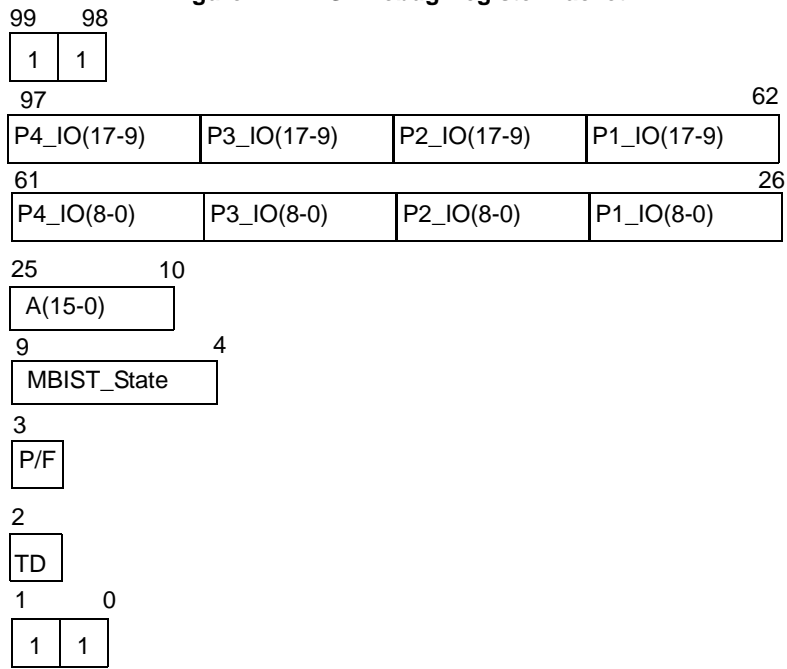 99 98
1 1
97 62
P4_IO(17-9) P3_IO(17-9) P2_IO(17-9) P1_IO(17-9)
61 26
P4_IO(8-0) P3_IO(8-0) P2_IO(8-0) P1_IO(8-0)
25 10
A(15-0)
9 4
MBIST_State
3
P/F
2
TD
1 0
1 1